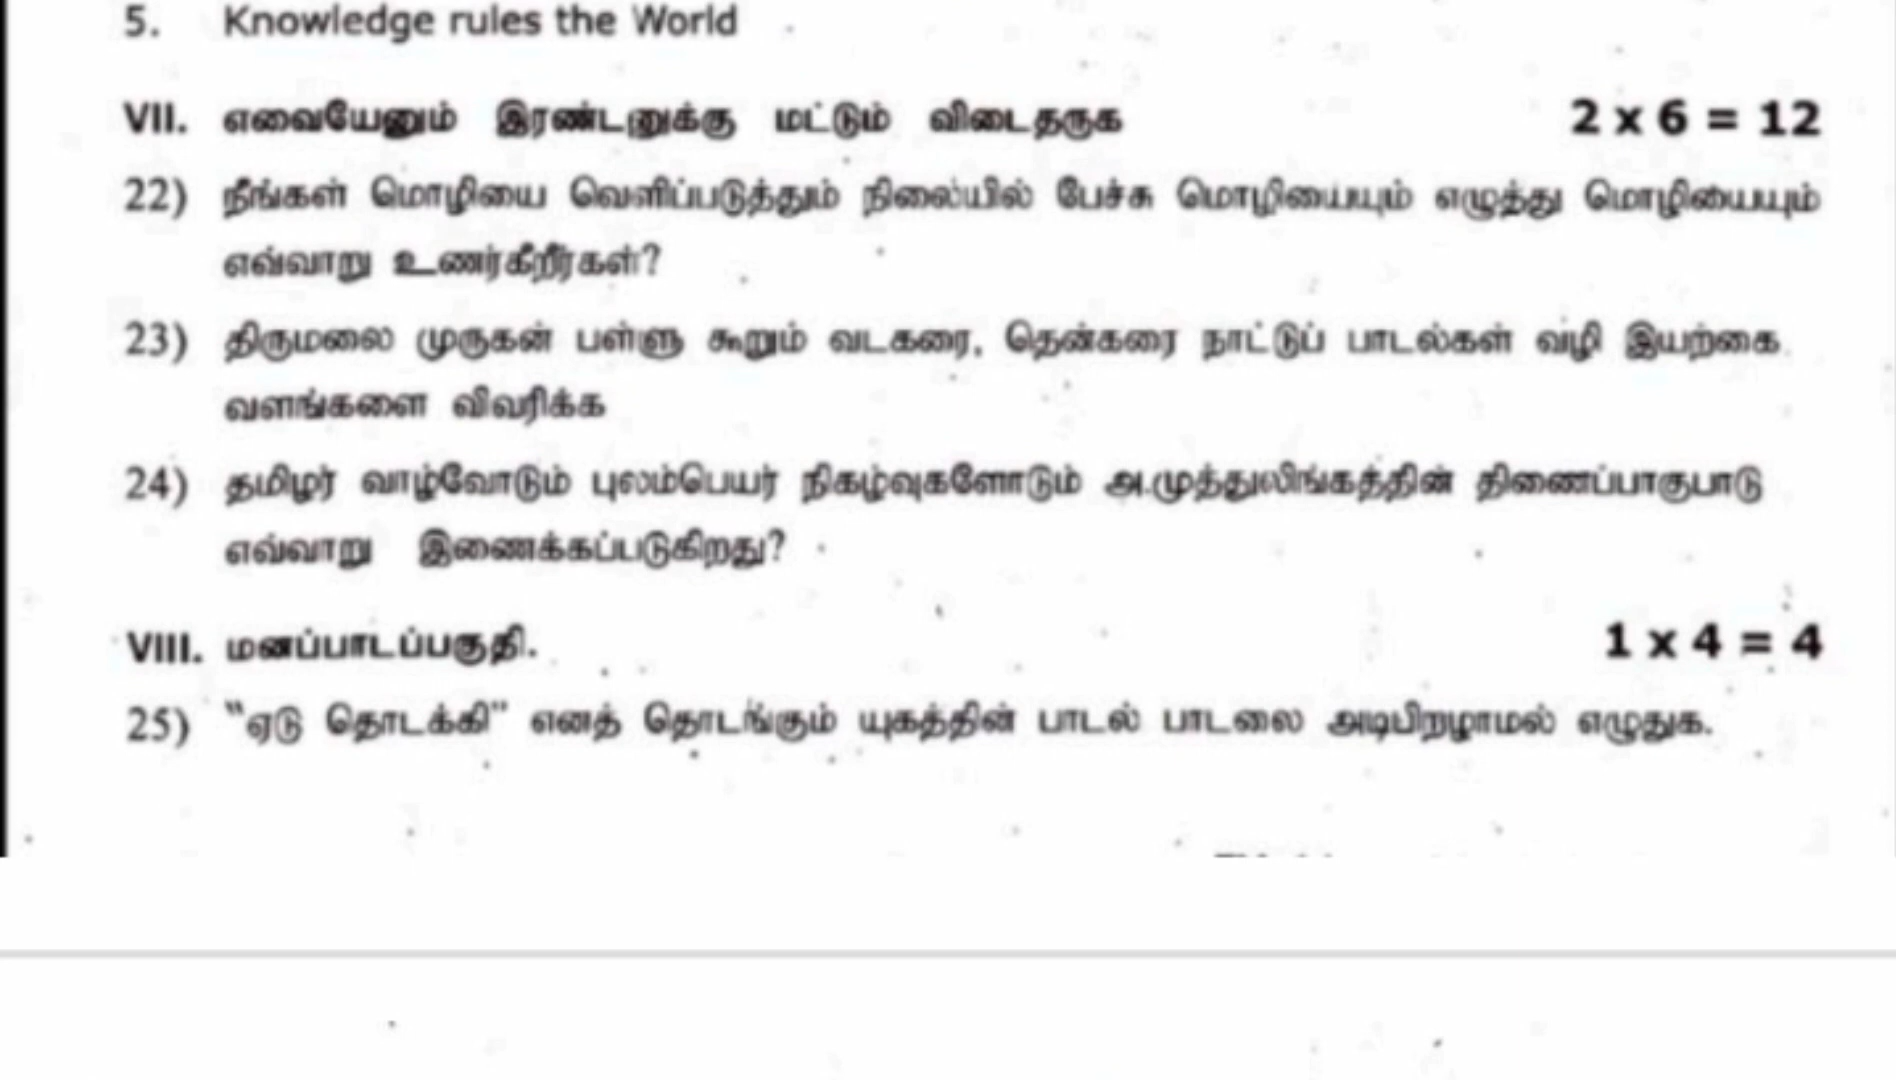 5. Knowledge rules the World
VII. எவையேனும் இரண்டனுக்கு மட்டும் விடைதருக 2 x 6 = 12
22) நீங்கள் மொழியை வெளிப்படுத்தும் நிலையில் பேச்சு மொழியையும் எழுத்து மொழியையும்
எவ்வாறு உணர்கீறீர்கள்?
23) திருமலை முருகன் பள்ளு கூறும் வடகரை, தென்கரை நாட்டுப் பாடல்கள் வழி இயற்கை
வளங்களை விவரிக்க
24) தமிழர் வாழ்வோடும் புலம்பெயர் நிகழ்வுகளோடும் அ.முத்துலிங்கத்தின் திணைப்பாகுபாடு
எவ்வாறு இணைக்கப்படுகிறது?
VIII. மனப்பாடப்பகுதி. 1 x 4 = 4
25) "ஏடு தொடக்கி" எனத் தொடங்கும் யுகத்தின் பாடல் பாடலை அடிபிறழாமல் எழுதுக.